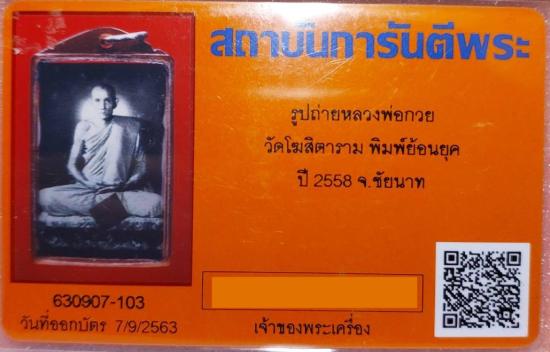 สถาบันการันตีพระ
รูปถ่ายหลวงพ่อกวย
วัดโฆสิตาราม พิมพ์ย้อนยุค
ปี 2558 จ.ชัยนาท
630907-103
วันที่ออกบัตร 7/9/2563
เจ้าของพระเครื่อง